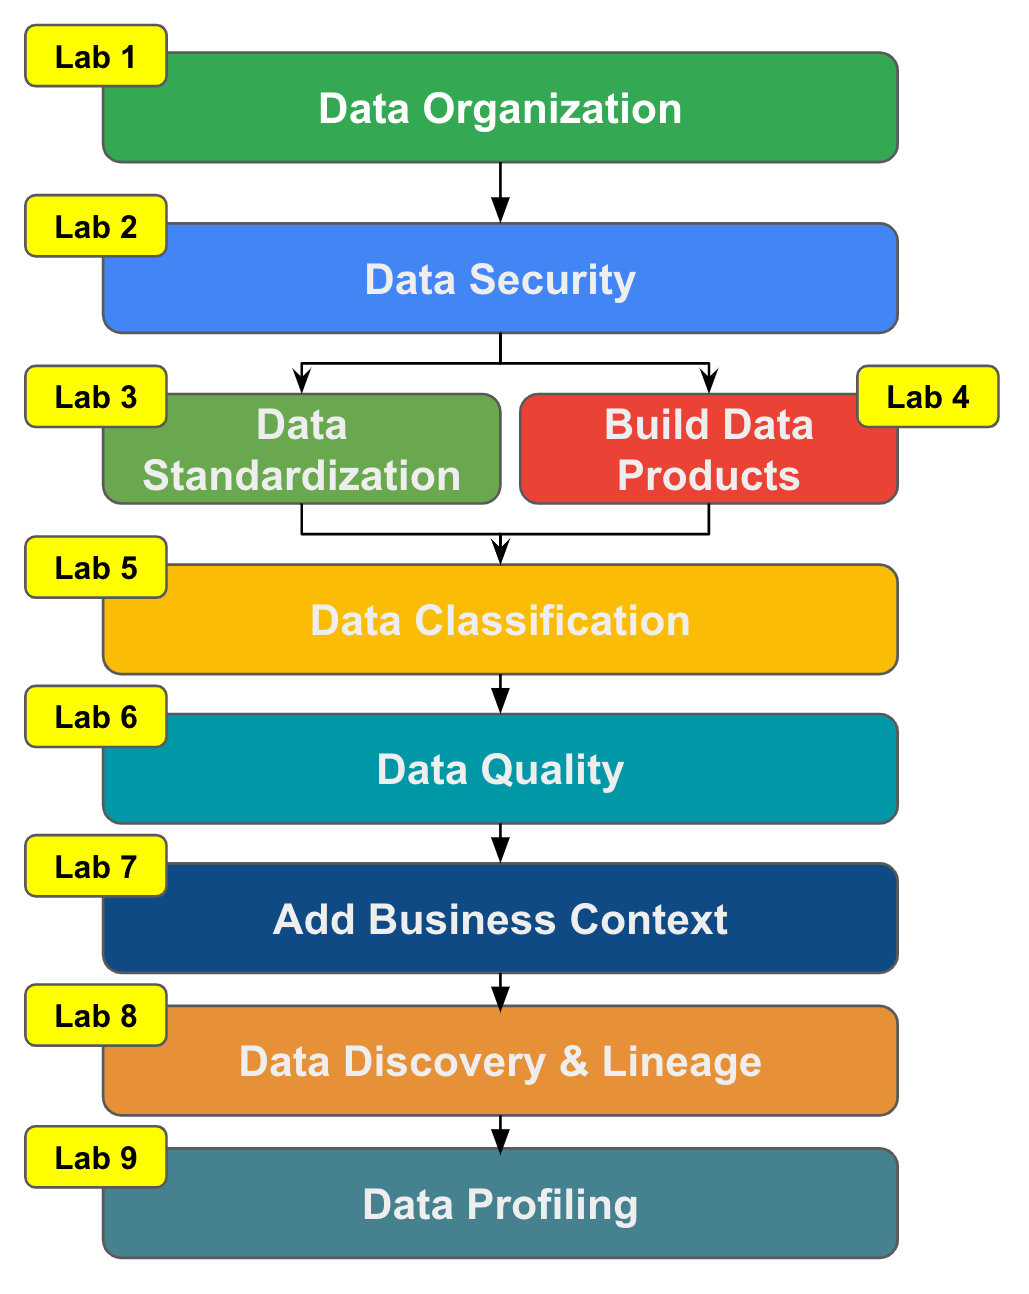 Lab 1
Data Organization
Lab 2
Data Security
Lab 3
Data
Standardization
Lab 4
Build Data
Products
Lab 5
Data Classification
Lab 6
Data Quality
Lab 7
Add Business Context
Lab 8
Data Discovery & Lineage
Lab 9
Data Profiling